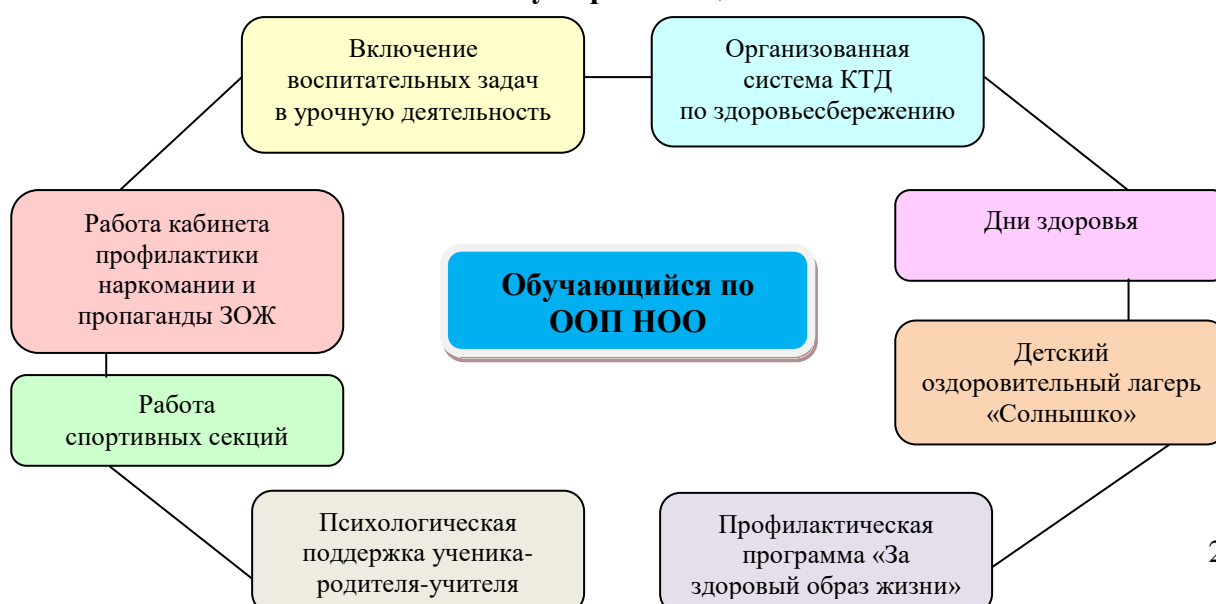 Включение
воспитательных задач
в урочную деятельность
Организованная
система КТД
по здоровьесбережению
Работа кабинета
профилактики
наркомании и
пропаганды ЗОЖ
Дни здоровья
Обучающийся по
ООП НОО
Детский
оздоровительный лагерь
«Солнышко»
Работа
спортивных секций
Психологическая
поддержка ученика-
родителя-учителя
Профилактическая
программа «За
здоровый образ жизни»
2